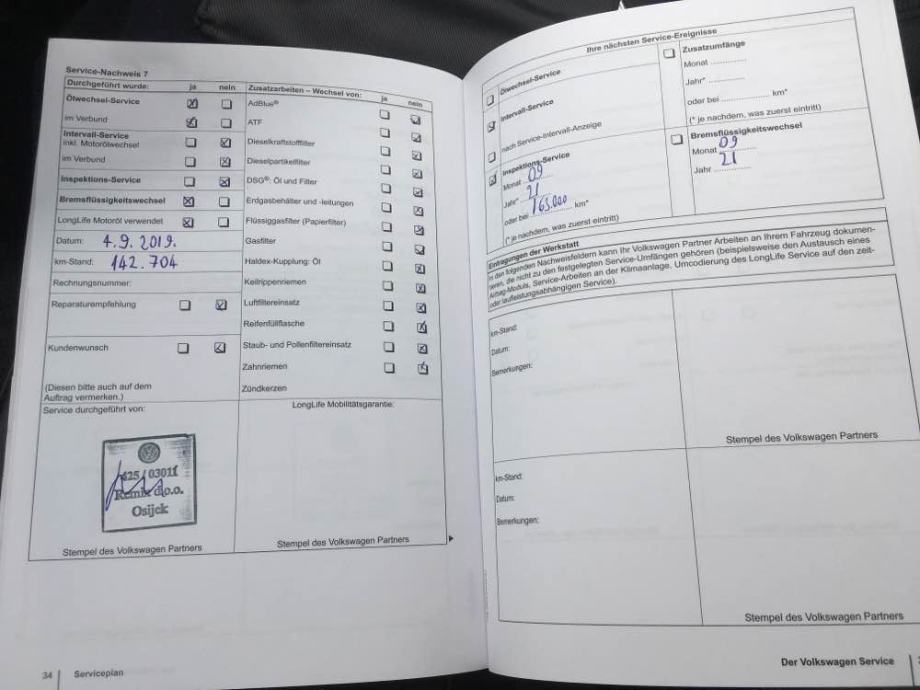 Service-Nachweis 7
Durchgeführt wurde: ja nein
Ölwechsel-Service
im Verbund
Intervall-Service
inkl. Motorölwechsel
im Verbund
Inspektions-Service
Bremsflüssigkeitswechsel
LongLife Motoröl verwendet
Datum: 4.9.2019.
km-Stand: 142.704
Rechnungsnummer:
Reparaturempfehlung
Kundenwunsch
(Diesen bitte auch auf dem
Auftrag vermerken.)
Service durchgeführt von:
425/03011
Remix d.o.o.
Osijek
Stempel des Volkswagen Partners
Zusatzarbeiten – Wechsel von: ja nein
AdBlue®
ATF
Dieselkraftstofffilter
Dieselpartikelfilter
DSG®: Öl und Filter
Erdgasbehälter und -leitungen
Flüssiggasfilter (Papierfilter)
Gasfilter
Haldex-Kupplung: Öl
Keilrippenriemen
Luftfiltereinsatz
Reifenfüllflasche
Staub- und Pollenfiltereinsatz
Zahnriemen
Zündkerzen
LongLife Mobilitätsgarantie:
Stempel des Volkswagen Partners
34 Serviceplan
Ihre nächsten Service-Ereignisse
Ölwechsel-Service
Intervall-Service
nach Service-Intervall-Anzeige
Inspektions-Service
Monat 09
Jahr* 21
oder bei 165.000 km*
(* je nachdem, was zuerst eintritt)
Zusatzumfänge
Monat ............
Jahr* ............
oder bei ............ km*
(* je nachdem, was zuerst eintritt)
Bremsflüssigkeitswechsel
Monat 09
Jahr 21
Eintragungen der Werkstatt
In den folgenden Nachweisfeldern kann Ihr Volkswagen Partner Arbeiten an Ihrem Fahrzeug dokumen-
tieren, die nicht zu den festgelegten Service-Umfängen gehören (beispielsweise den Austausch eines
Airbag-Moduls, Service-Arbeiten an der Klimaanlage, Umcodierung des LongLife Service auf den zeit-
oder laufleistungsabhängigen Service).
km-Stand:
Datum:
Bemerkungen:
Stempel des Volkswagen Partners
km-Stand:
Datum:
Bemerkungen:
Stempel des Volkswagen Partners
Der Volkswagen Service